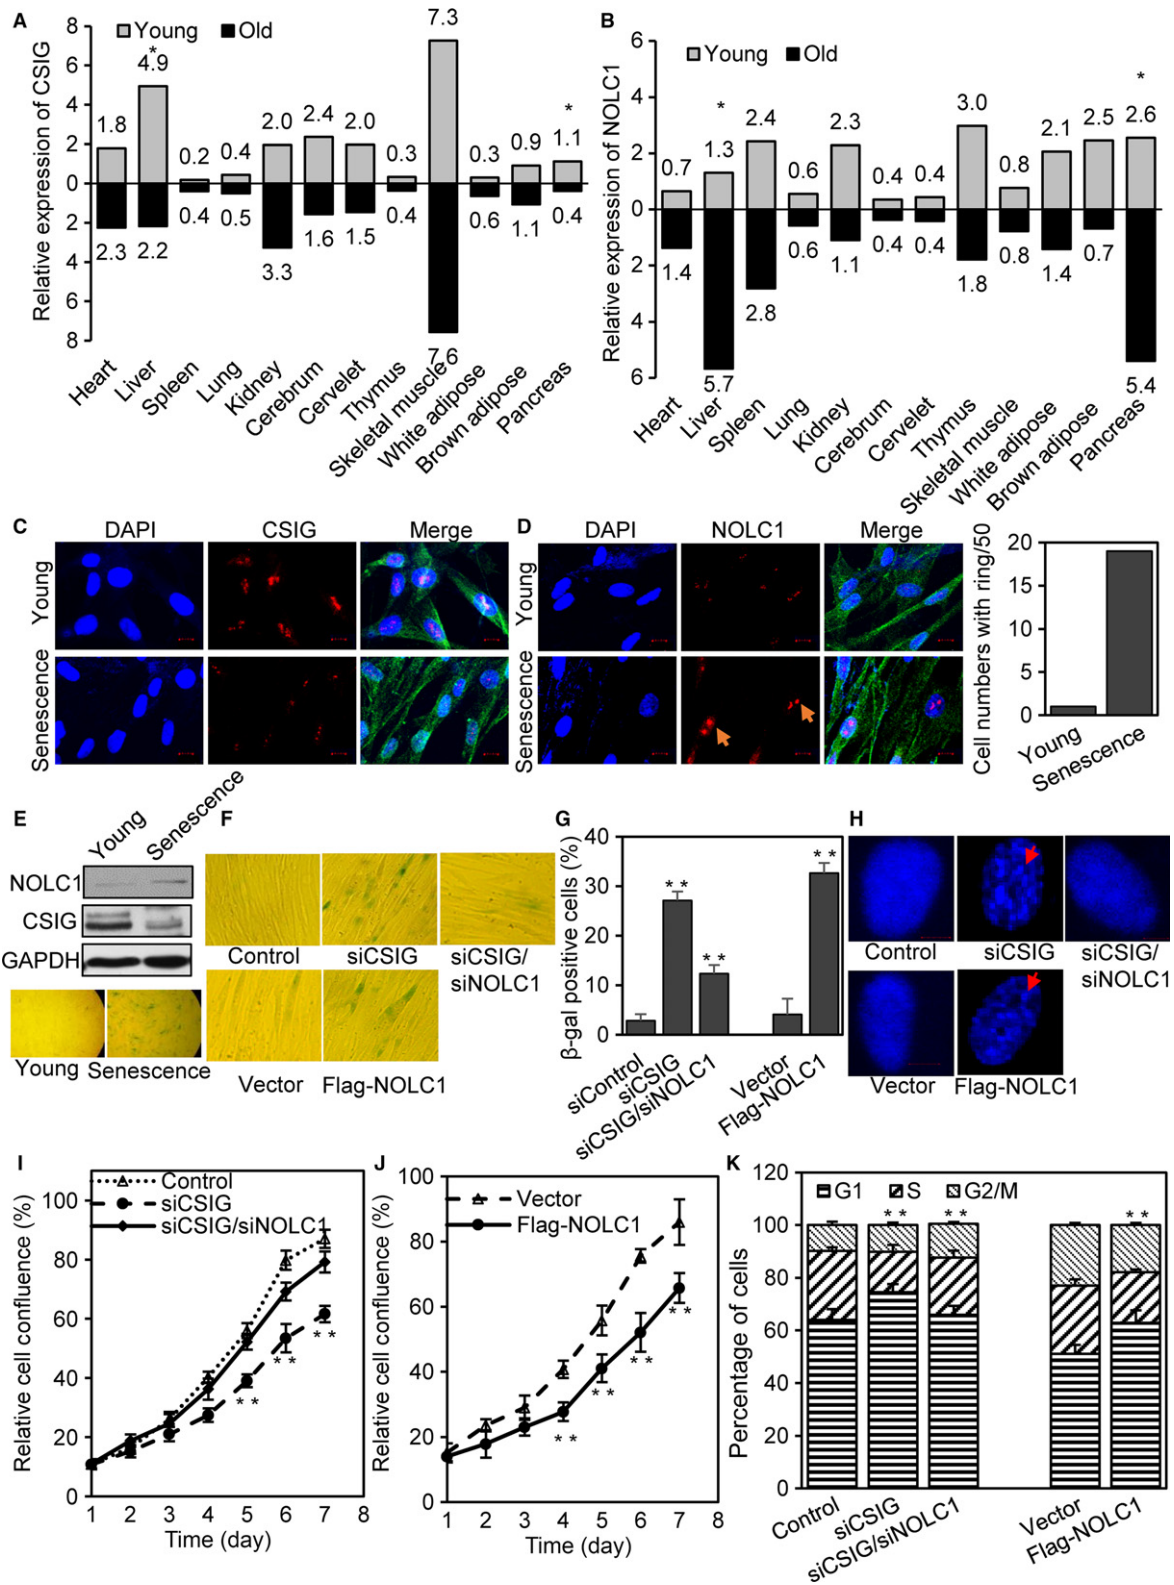 A
Relative expression of CSIG
Young Old
8
6
4
2
0
2
4
6
8
1.8 4.9 * 0.2 0.4 2.0 2.4 2.0 0.3 7.3 0.3 0.9 1.1 *
2.3 2.2 0.4 0.5 3.3 1.6 1.5 0.4 7.6 0.6 1.1 0.4
Heart Liver Spleen Lung Kidney Cerebrum Cervelet Thymus Skeletal muscle White adipose Brown adipose Pancreas
B
Relative expression of NOLC1
Young Old
6
4
2
0
2
4
6
0.7 1.3 * 2.4 0.6 2.3 0.4 0.4 3.0 0.8 2.1 2.5 2.6 *
1.4 5.7 2.8 0.6 1.1 0.4 0.4 1.8 0.8 1.4 0.7 5.4
Heart Liver Spleen Lung Kidney Cerebrum Cervelet Thymus Skeletal muscle White adipose Brown adipose Pancreas
C
DAPI CSIG Merge
Young
Senescence
D
DAPI NOLC1 Merge
Young
Senescence
Cell numbers with ring/50
20
15
10
5
0
Young Senescence
E
Young Senescence
NOLC1
CSIG
GAPDH
Young Senescence
F
Control siCSIG siCSIG/
siNOLC1
Vector Flag-NOLC1
G
β-gal positive cells (%)
40
30
20
10
0
** ** **
siControl siCSIG siCSIG/siNOLC1 Vector Flag-NOLC1
H
Control siCSIG siCSIG/
siNOLC1
Vector Flag-NOLC1
I
Relative cell confluence (%)
Control
siCSIG
siCSIG/siNOLC1
100
80
60
40
20
0
** ** **
1 2 3 4 5 6 7 8
Time (day)
J
Relative cell confluence (%)
Vector
Flag-NOLC1
100
80
60
40
20
0
** ** ** **
1 2 3 4 5 6 7 8
Time (day)
K
Percentage of cells
120
100
80
60
40
20
0
G1 S G2/M
** ** **
Control siCSIG siCSIG/siNOLC1 Vector Flag-NOLC1